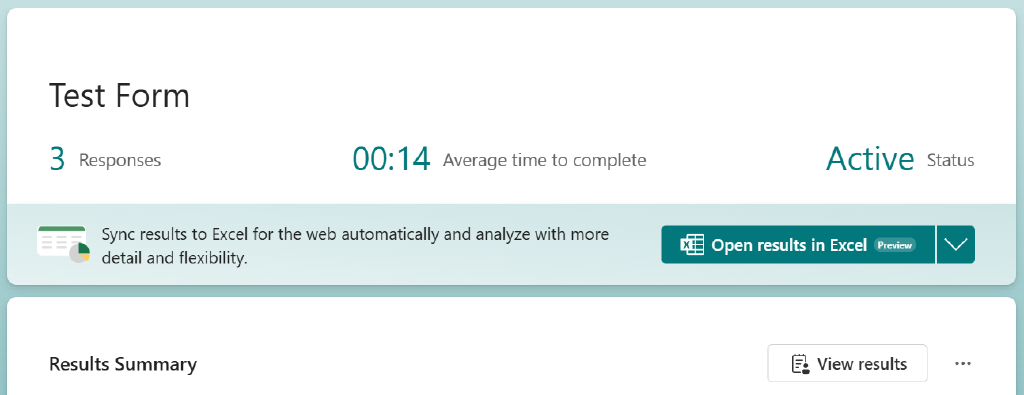 Test Form
3 Responses 00:14 Average time to complete Active Status
Sync results to Excel for the web automatically and analyze with more
detail and flexibility.
Open results in Excel Preview
Results Summary View results